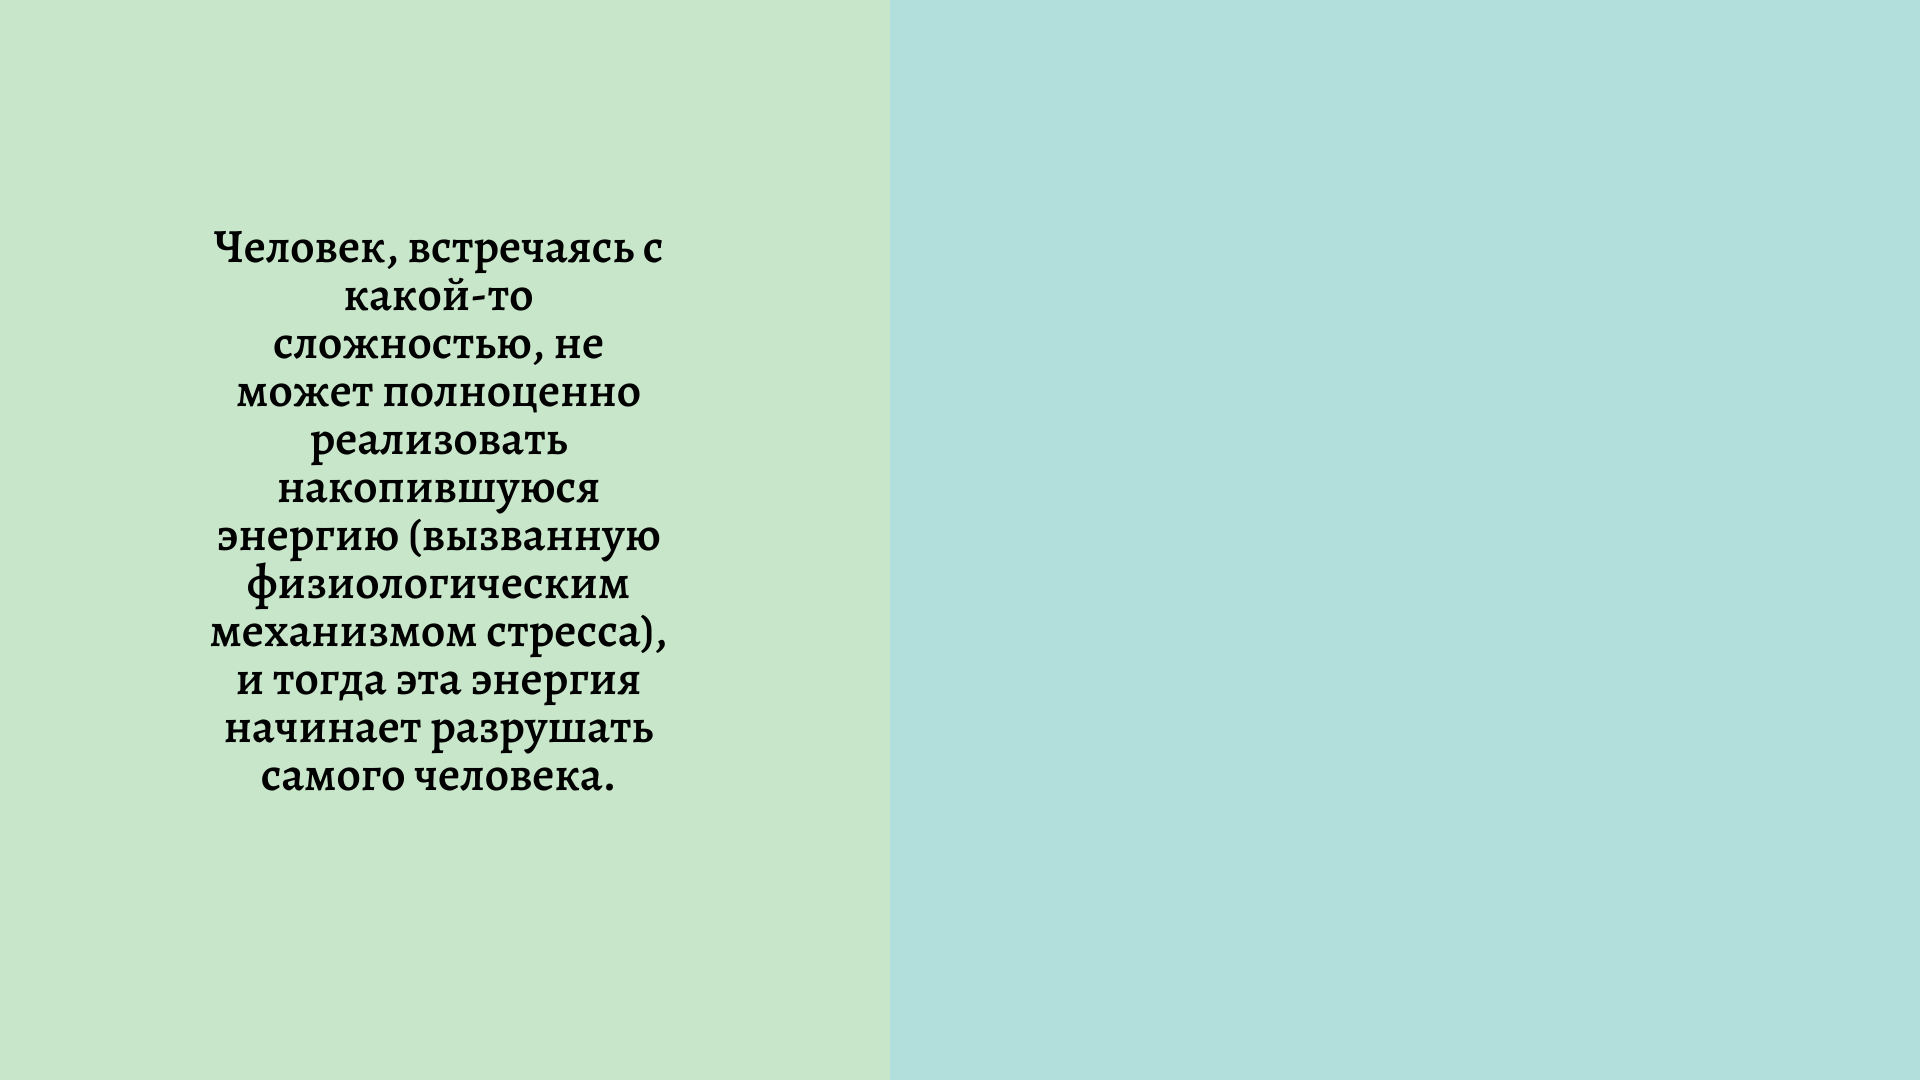 Человек, встречаясь с
какой-то
сложностью, не
может полноценно
реализовать
накопившуюся
энергию (вызванную
физиологическим
механизмом стресса),
и тогда эта энергия
начинает разрушать
самого человека.